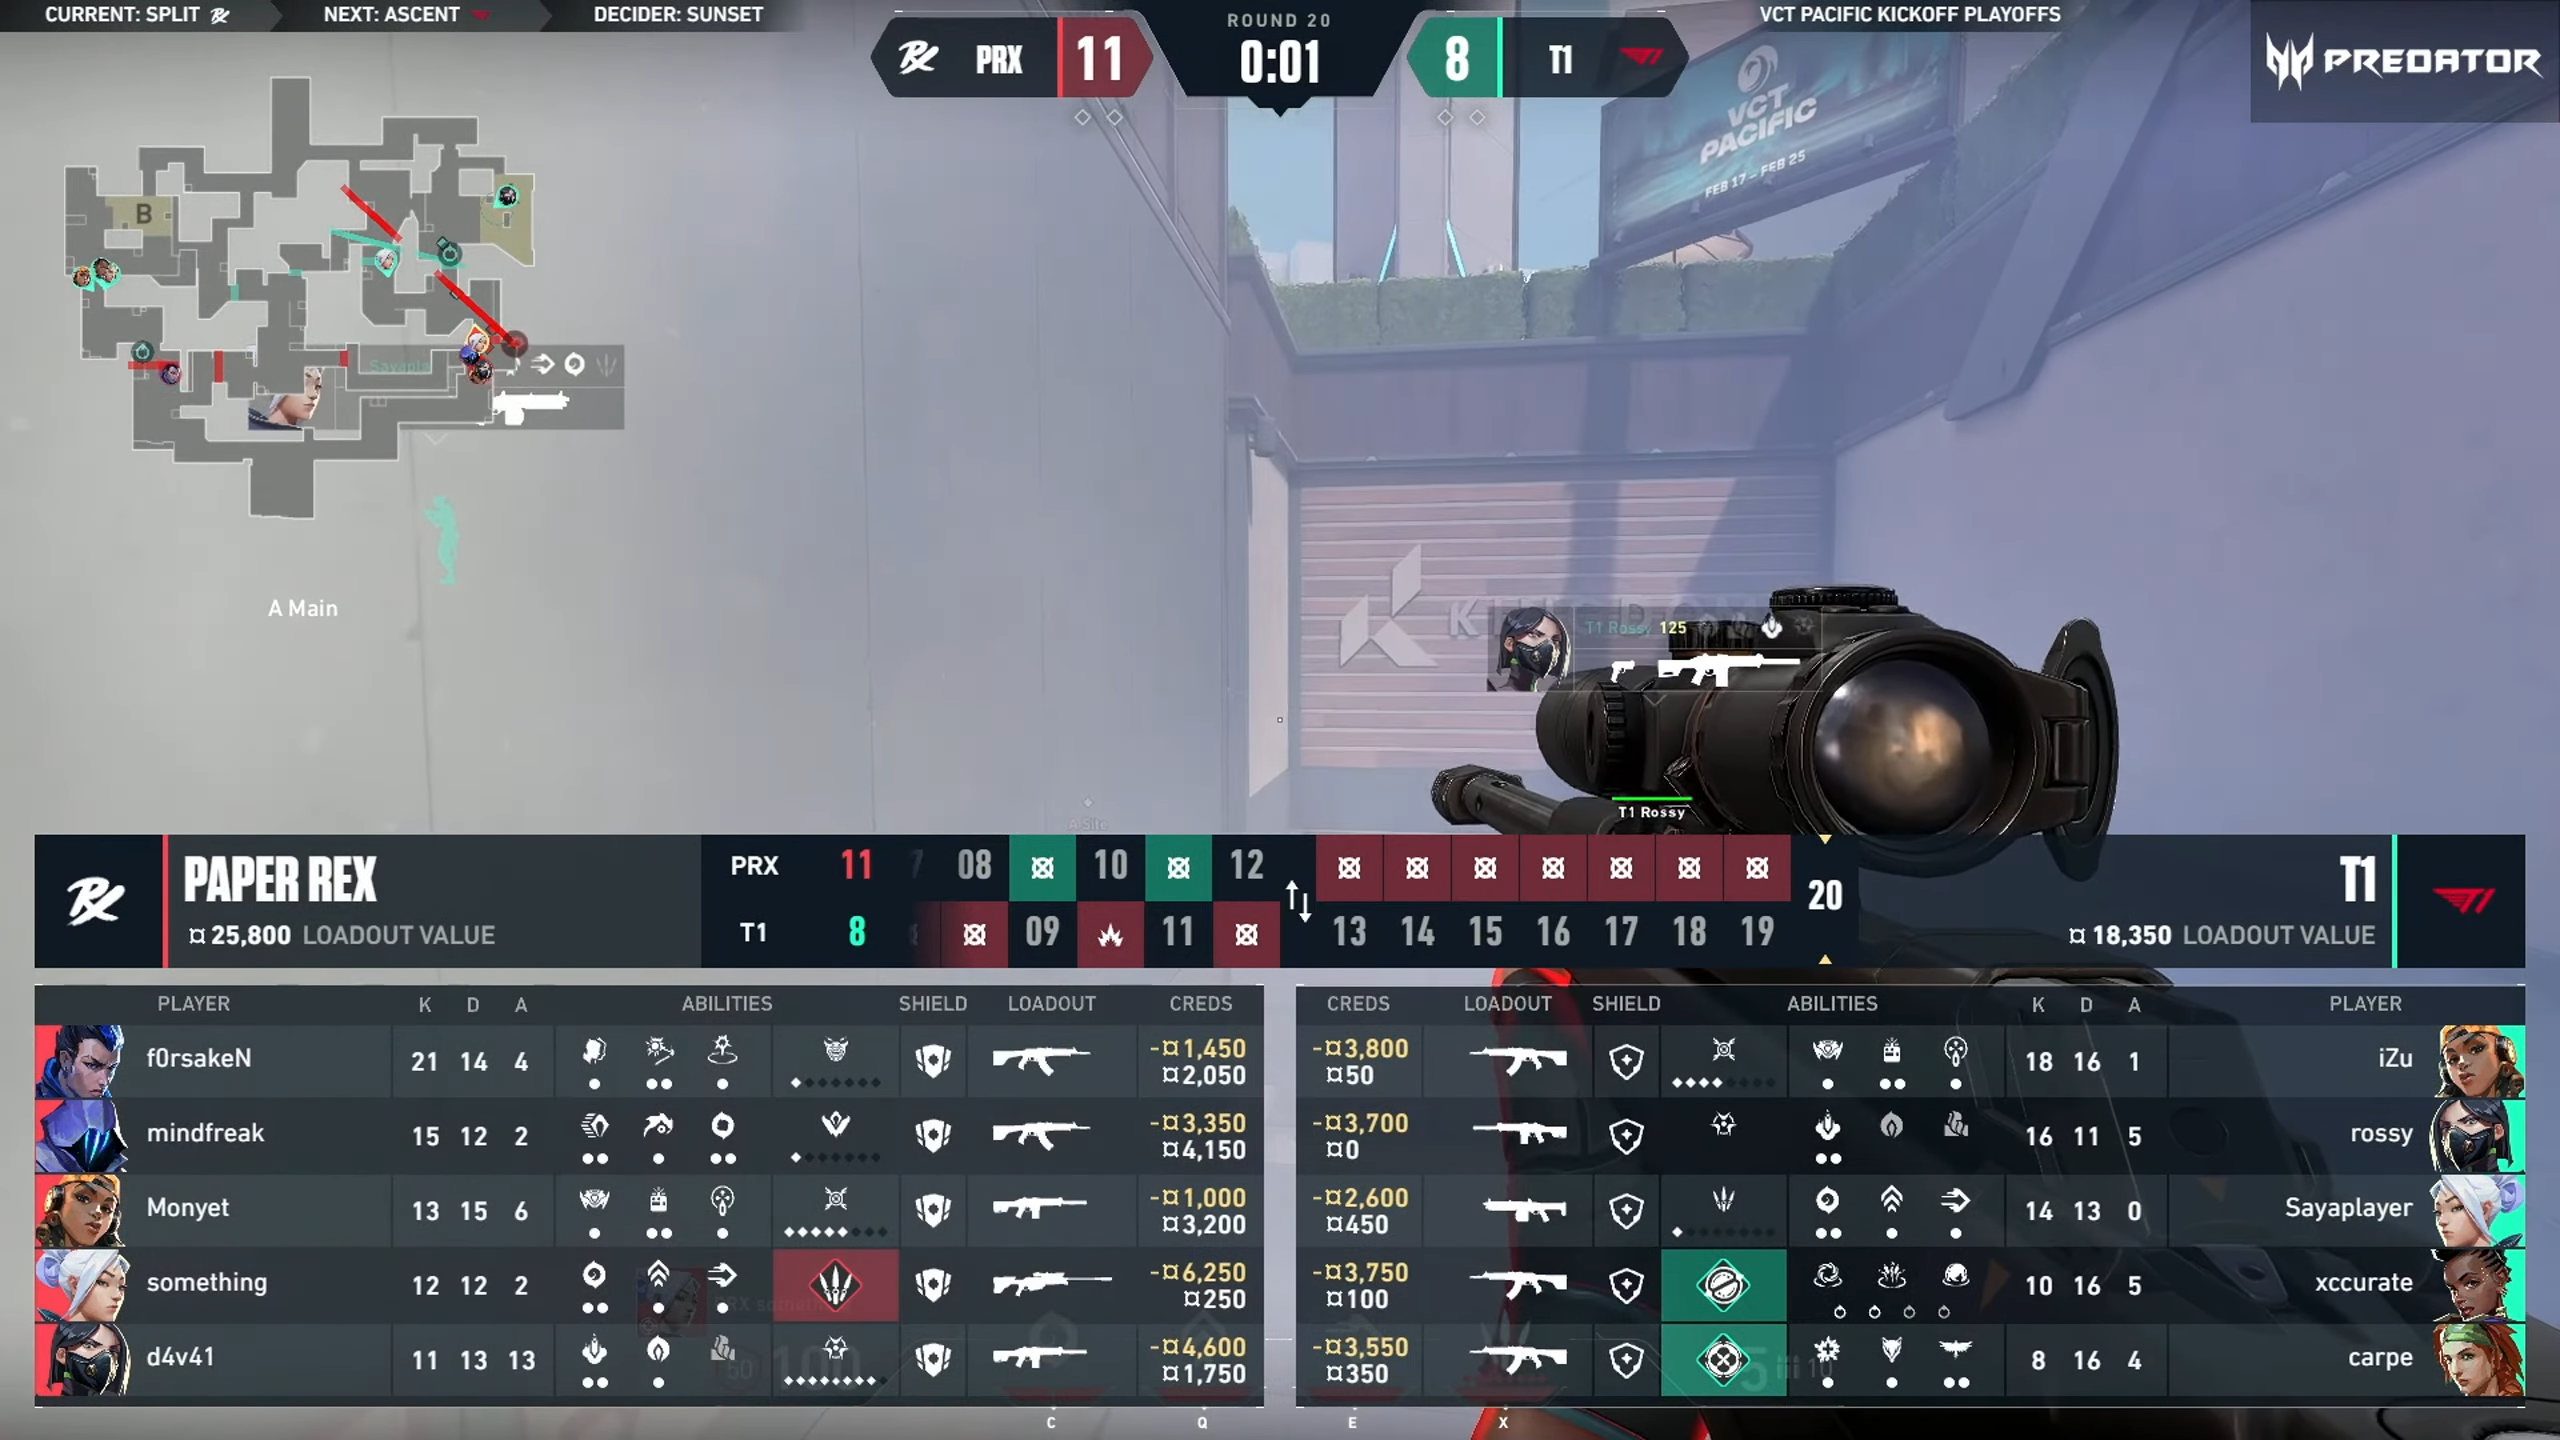 CURRENT: SPLIT
NEXT: ASCENT
DECIDER: SUNSET
PRX
11
ROUND 20
0:01
8
T1
VCT PACIFIC KICKOFF PLAYOFFS
PREDATOR
VCT
PACIFIC
FEB 17 - FEB 25
B
A Main
T1 Rossy 125
T1 Rossy
PAPER REX
¤ 25,800 LOADOUT VALUE
PRX 11 7 08 10 12
T1 8 09 11 13 14 15 16 17 18 19
20
T1
¤ 18,350 LOADOUT VALUE
PLAYER K D A ABILITIES SHIELD LOADOUT CREDS
f0rsakeN 21 14 4 -¤1,450
¤2,050
mindfreak 15 12 2 -¤3,350
¤4,150
Monyet 13 15 6 -¤1,000
¤3,200
something 12 12 2 -¤6,250
¤250
d4v41 11 13 13 -¤4,600
¤1,750
CREDS LOADOUT SHIELD ABILITIES K D A PLAYER
-¤3,800 18 16 1 iZu
¤50
-¤3,700 16 11 5 rossy
¤0
-¤2,600 14 13 0 Sayaplayer
¤450
-¤3,750 10 16 5 xccurate
¤100
-¤3,550 8 16 4 carpe
¤350
C Q E X